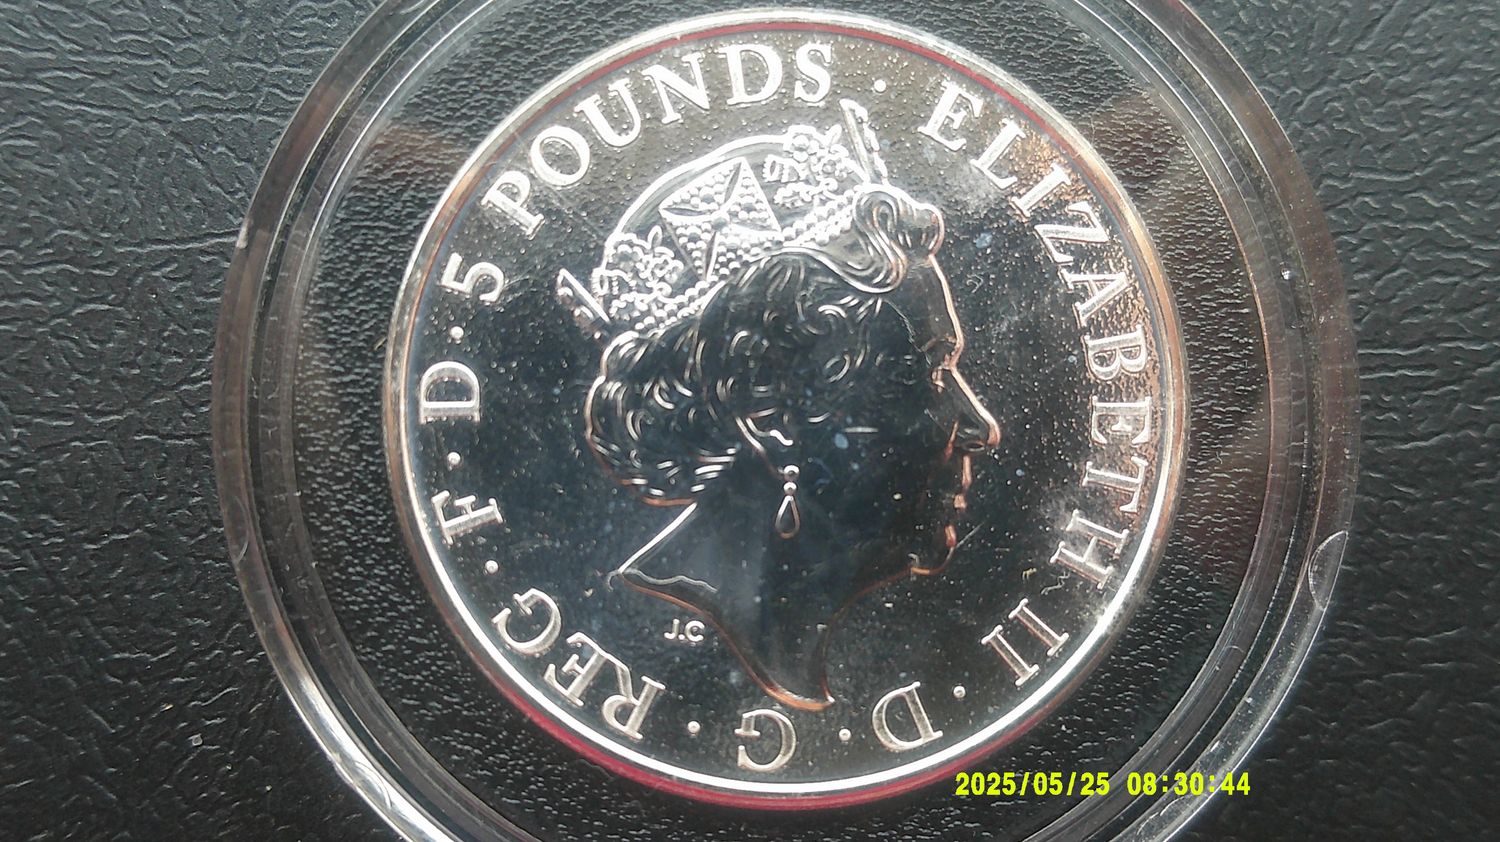 ELIZABETH II · D · G · REG · F · D · 5 POUNDS ·
J.C
2025/05/25 08:30:44